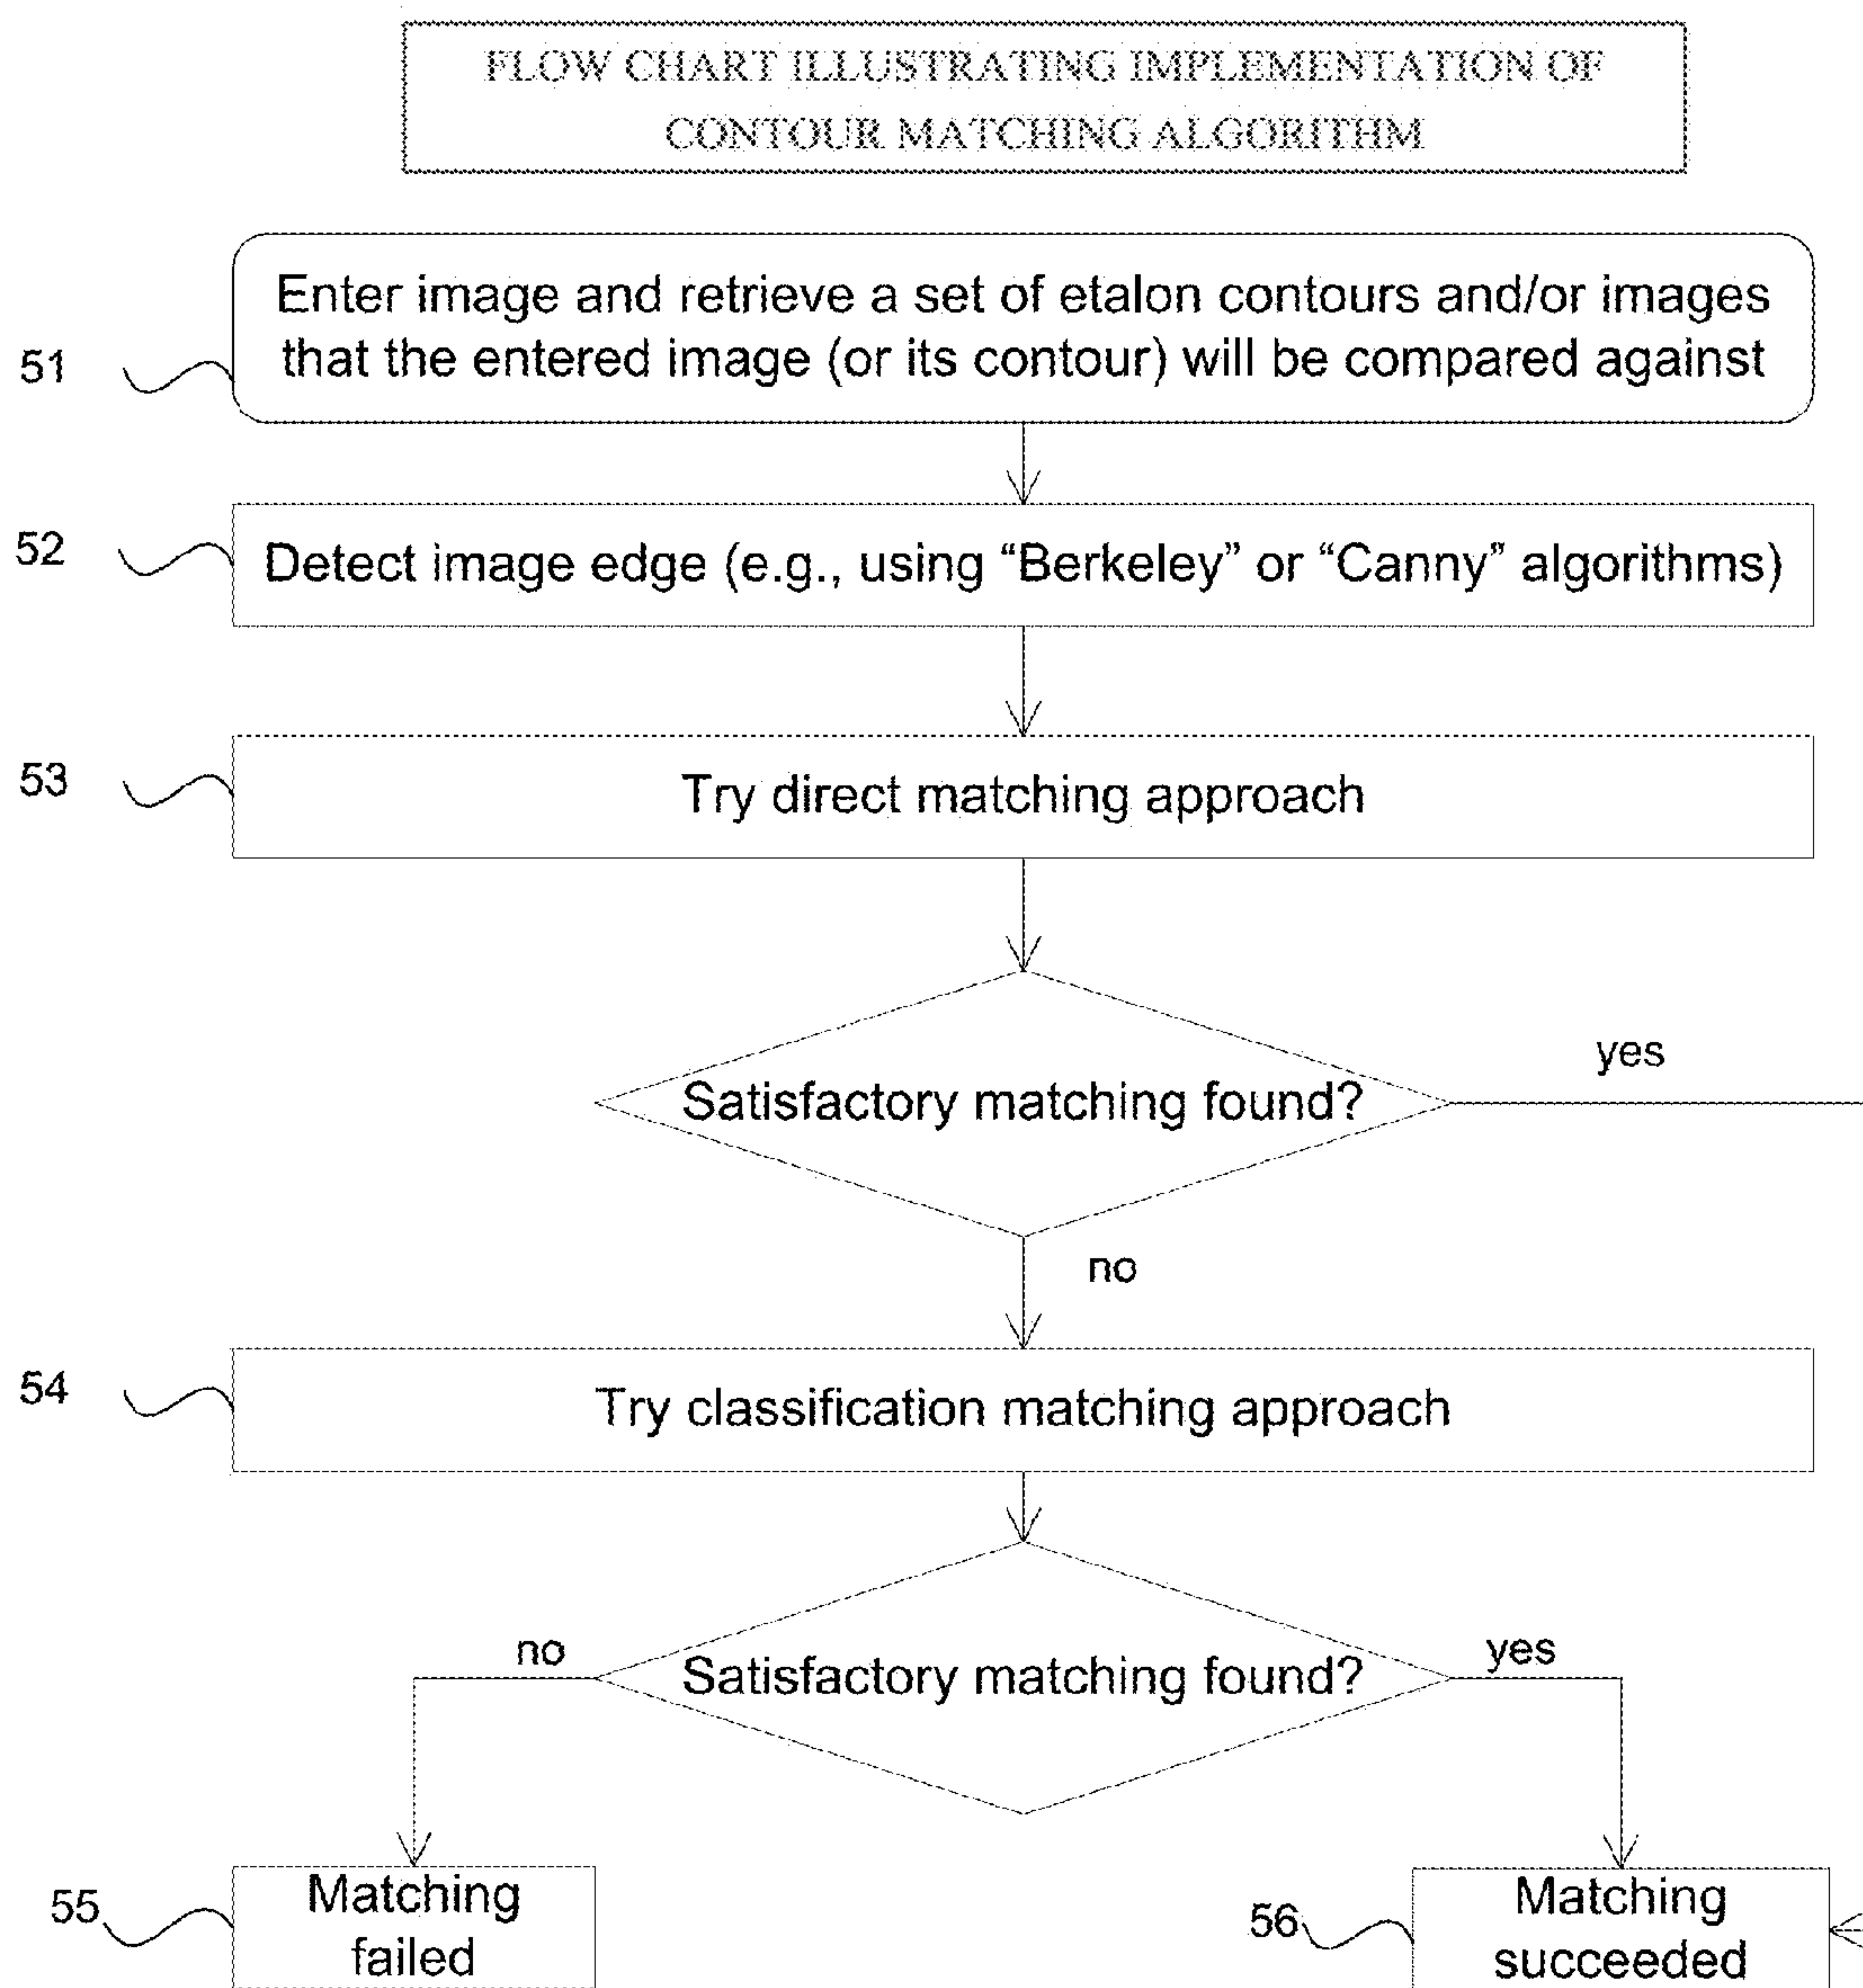 FLOW CHART ILLUSTRATING IMPLEMENTATION OF
CONTOUR MATCHING ALGORITHM
51
Enter image and retrieve a set of etalon contours and/or images
that the entered image (or its contour) will be compared against
52
Detect image edge (e.g., using “Berkeley” or “Canny” algorithms)
53
Try direct matching approach
Satisfactory matching found?
yes
no
54
Try classification matching approach
no
Satisfactory matching found?
yes
55
Matching
failed
56
Matching
succeeded